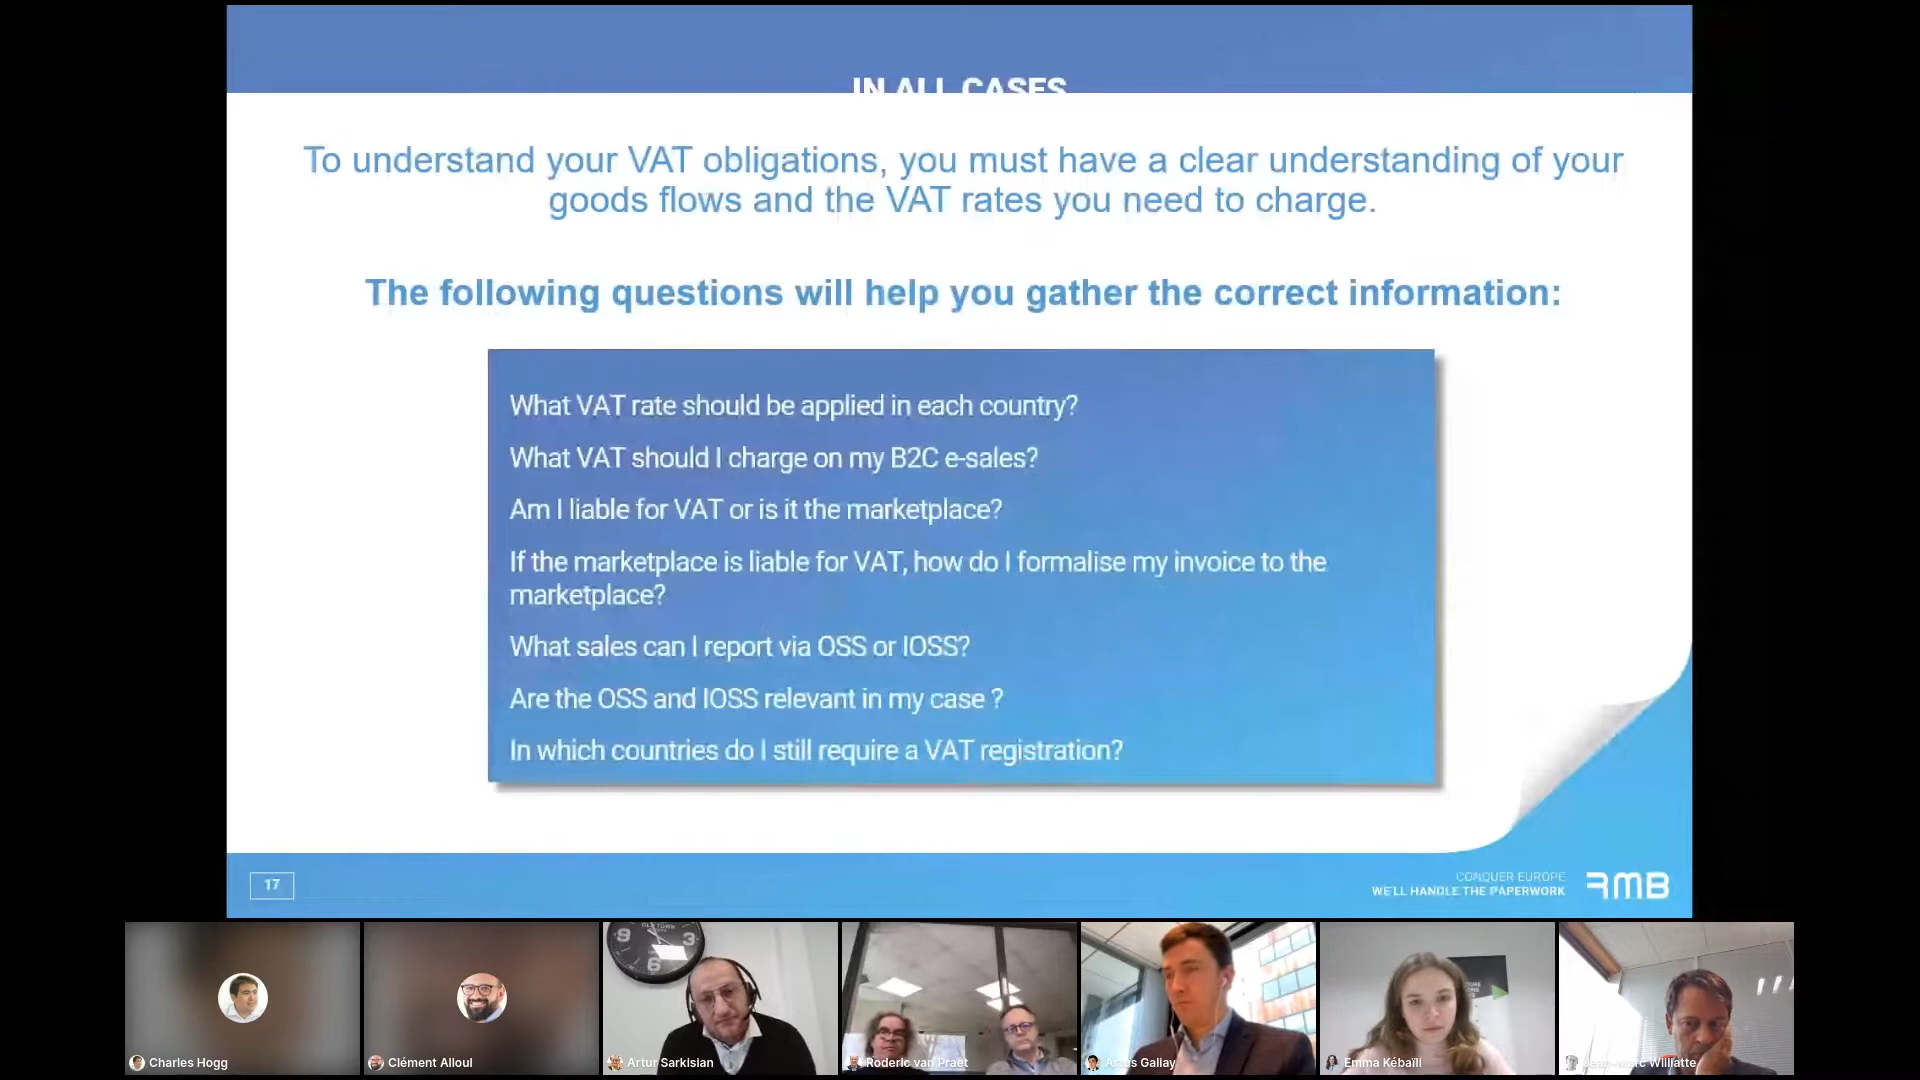 IN ALL CASES
To understand your VAT obligations, you must have a clear understanding of your
goods flows and the VAT rates you need to charge.
The following questions will help you gather the correct information:
What VAT rate should be applied in each country?
What VAT should I charge on my B2C e-sales?
Am I liable for VAT or is it the marketplace?
If the marketplace is liable for VAT, how do I formalise my invoice to the
marketplace?
What sales can I report via OSS or IOSS?
Are the OSS and IOSS relevant in my case ?
In which countries do I still require a VAT registration?
17
CONQUER EUROPE
WE'LL HANDLE THE PAPERWORK
RMB
9
3
6
Charles Hogg
Clément Alloul
Artur Sarkisian
Roderic van Praet
Gallay
Emma Kébaïli
Williatte